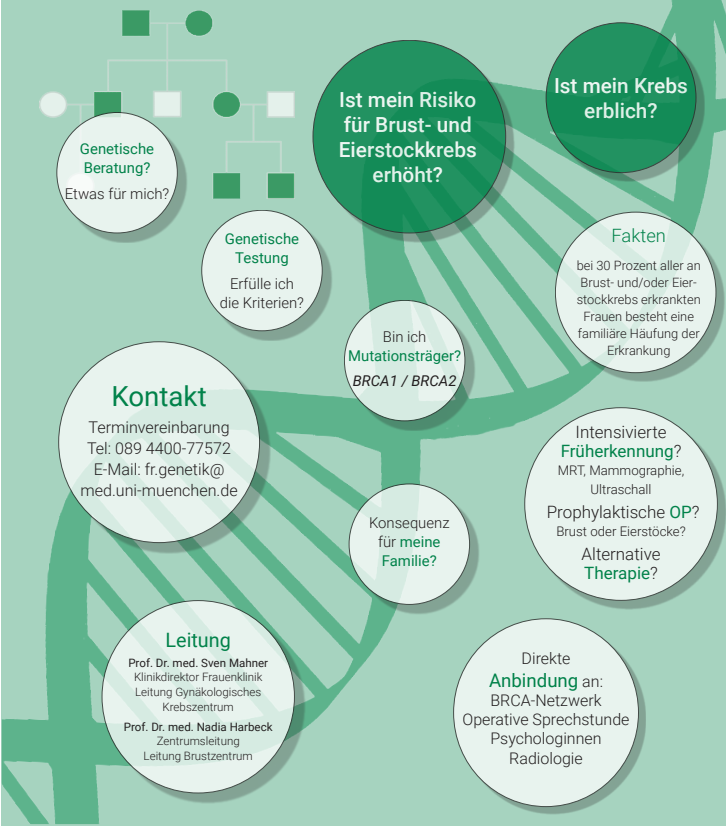 Ist mein Risiko
für Brust- und
Eierstockkrebs
erhöht?
Ist mein Krebs
erblich?
Genetische
Beratung?
Etwas für mich?
Genetische
Testung
Erfülle ich
die Kriterien?
Fakten
bei 30 Prozent aller an
Brust- und/oder Eier-
stockkrebs erkrankten
Frauen besteht eine
familiäre Häufung der
Erkrankung
Bin ich
Mutationsträger?
BRCA1 / BRCA2
Kontakt
Terminvereinbarung
Tel: 089 4400-77572
E-Mail: fr.genetik@
med.uni-muenchen.de
Intensivierte
Früherkennung?
MRT, Mammographie,
Ultraschall
Prophylaktische OP?
Brust oder Eierstöcke?
Alternative
Therapie?
Konsequenz
für meine
Familie?
Leitung
Prof. Dr. med. Sven Mahner
Klinikdirektor Frauenklinik
Leitung Gynäkologisches
Krebszentrum
Prof. Dr. med. Nadia Harbeck
Zentrumsleitung
Leitung Brustzentrum
Direkte
Anbindung an:
BRCA-Netzwerk
Operative Sprechstunde
Psychologinnen
Radiologie